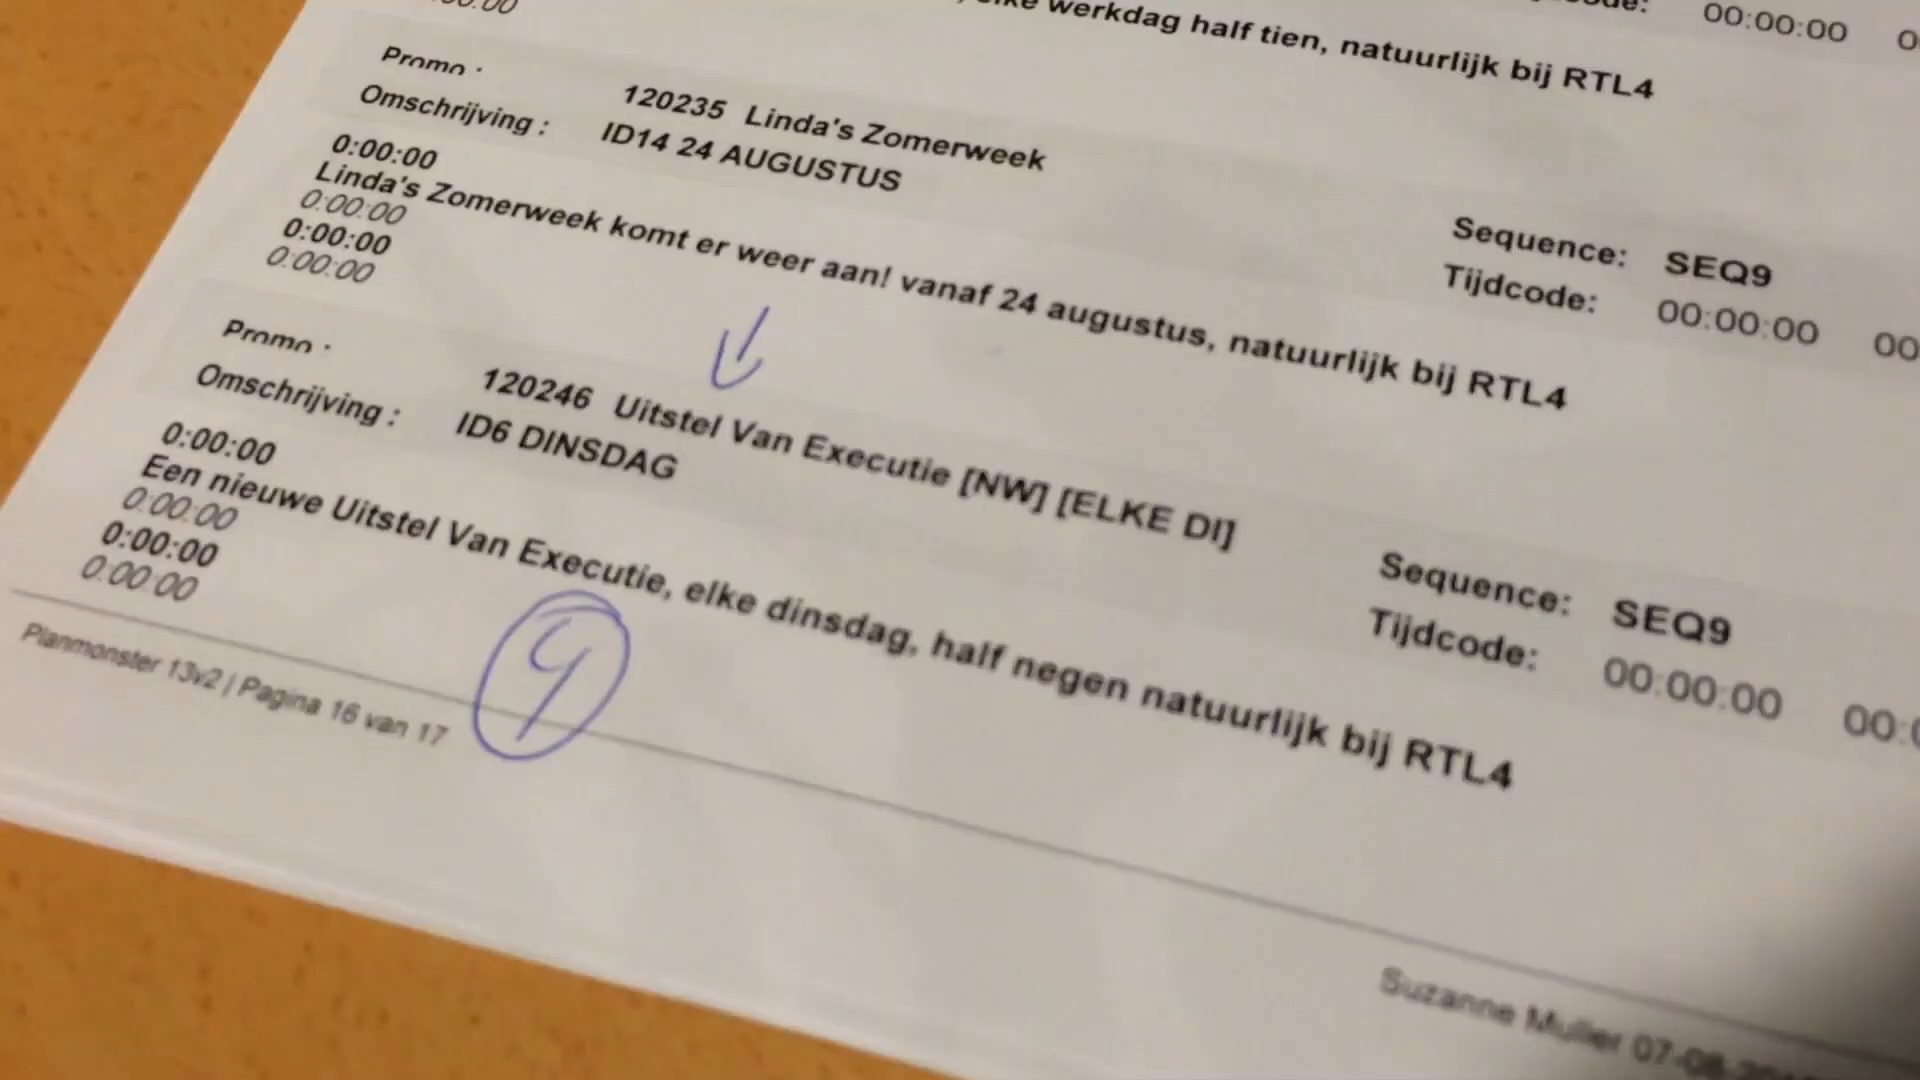 00:00:00
werkdag half tien, natuurlijk bij RTL4
Promo :
120235 Linda's Zomerweek
Omschrijving :
ID14 24 AUGUSTUS
Sequence: SEQ9
Tijdcode: 00:00:00 00
0:00:00
Linda's Zomerweek komt er weer aan! vanaf 24 augustus, natuurlijk bij RTL4
0:00:00
0:00:00
0:00:00
Promo :
120246 Uitstel Van Executie [NW] [ELKE DI]
Omschrijving :
ID6 DINSDAG
Sequence: SEQ9
Tijdcode: 00:00:00 00:
0:00:00
Een nieuwe Uitstel Van Executie, elke dinsdag, half negen natuurlijk bij RTL4
0:00:00
0:00:00
0:00:00
9
Planmonster 13v2 | Pagina 16 van 17
Suzanne Muller 07-08-